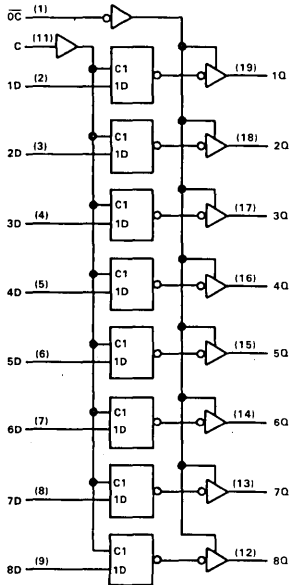 O̅C̅ (1)
C (11)
C1 (19) 1Q
1D (2) 1D
C1 (18) 2Q
2D (3) 1D
C1 (17) 3Q
3D (4) 1D
C1 (16) 4Q
4D (5) 1D
C1 (15) 5Q
5D (6) 1D
C1 (14) 6Q
6D (7) 1D
C1 (13) 7Q
7D (8) 1D
C1 (12) 8Q
8D (9) 1D